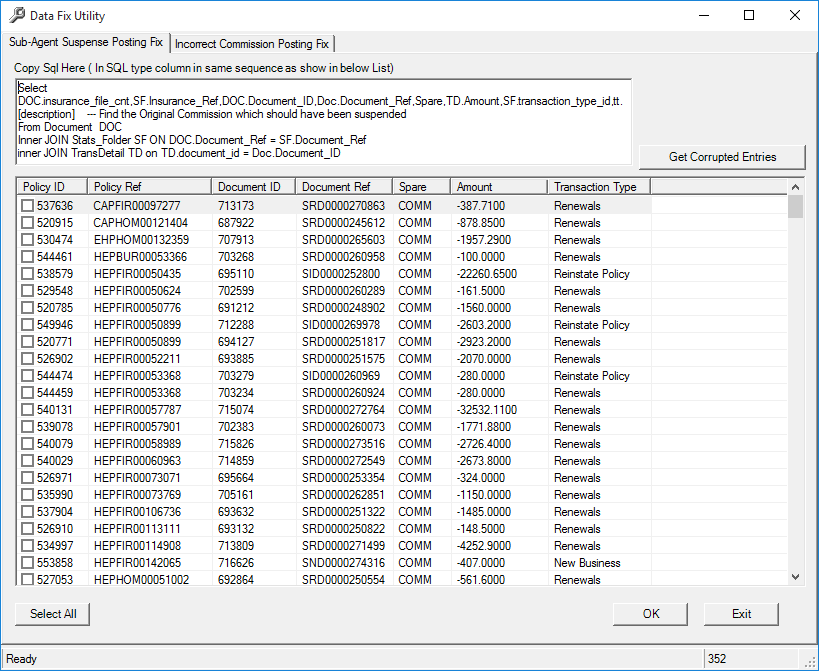 Data Fix Utility
Sub-Agent Suspense Posting Fix Incorrect Commission Posting Fix
Copy Sql Here ( In SQL type column in same sequence as show in below List)
Select
DOC.insurance_file_cnt,SF.Insurance_Ref,DOC.Document_ID,Doc.Document_Ref,Spare,TD.Amount,SF.transaction_type_id,tt.
[description] --- Find the Original Commission which should have been suspended
From Document DOC
Inner JOIN Stats_Folder SF ON DOC.Document_Ref = SF.Document_Ref
inner JOIN TransDetail TD on TD.document_id = Doc.Document_ID
Get Corrupted Entries
Policy ID Policy Ref Document ID Document Ref Spare Amount Transaction Type
537636 CAPFIR00097277 713173 SRD0000270863 COMM -387.7100 Renewals
520915 CAPHOM00121404 687922 SRD0000245612 COMM -878.8500 Renewals
530474 EHPHOM00132359 707913 SRD0000265603 COMM -1957.2900 Renewals
544461 HEPBUR00053366 703268 SRD0000260958 COMM -100.0000 Renewals
538579 HEPFIR00050435 695110 SID0000252800 COMM -22260.6500 Reinstate Policy
529548 HEPFIR00050624 702599 SRD0000260289 COMM -161.5000 Renewals
520785 HEPFIR00050776 691212 SRD0000248902 COMM -1560.0000 Renewals
549946 HEPFIR00050899 712288 SID0000269978 COMM -2603.2000 Reinstate Policy
520771 HEPFIR00050899 694127 SRD0000251817 COMM -2923.2000 Renewals
526902 HEPFIR00052211 693885 SRD0000251575 COMM -2070.0000 Renewals
544474 HEPFIR00053368 703279 SID0000260969 COMM -280.0000 Reinstate Policy
544459 HEPFIR00053368 703234 SRD0000260924 COMM -280.0000 Renewals
540131 HEPFIR00057787 715074 SRD0000272764 COMM -32532.1100 Renewals
539078 HEPFIR00057901 702383 SRD0000260073 COMM -1771.8800 Renewals
540079 HEPFIR00058989 715826 SRD0000273516 COMM -2726.4000 Renewals
540029 HEPFIR00060963 714859 SRD0000272549 COMM -2673.8000 Renewals
526971 HEPFIR00073071 695664 SRD0000253354 COMM -324.0000 Renewals
535990 HEPFIR00073769 705161 SRD0000262851 COMM -1150.0000 Renewals
537904 HEPFIR00106736 693632 SRD0000251322 COMM -1485.0000 Renewals
526910 HEPFIR00113111 693132 SRD0000250822 COMM -148.5000 Renewals
534997 HEPFIR00114908 713809 SRD0000271499 COMM -4252.9000 Renewals
553858 HEPFIR00142065 716626 SND0000274316 COMM -407.0000 New Business
527053 HEPHOM00051002 692864 SRD0000250554 COMM -561.6000 Renewals
Select All OK Exit
Ready 352